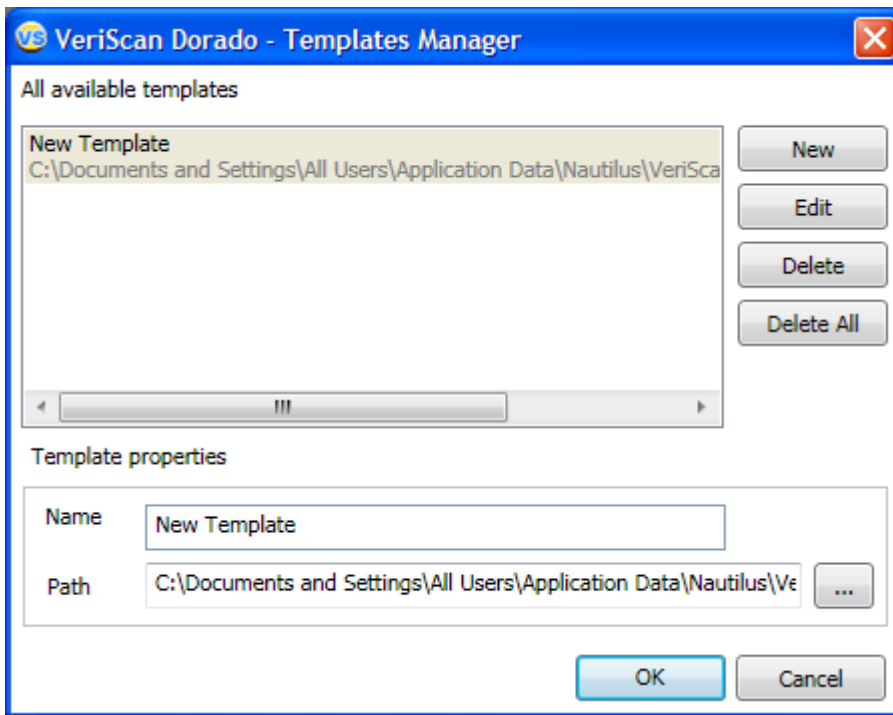 VS VeriScan Dorado - Templates Manager
All available templates
New Template
C:\Documents and Settings\All Users\Application Data\Nautilus\VeriSca
New
Edit
Delete
Delete All
Template properties
Name New Template
Path C:\Documents and Settings\All Users\Application Data\Nautilus\Ve ...
OK Cancel